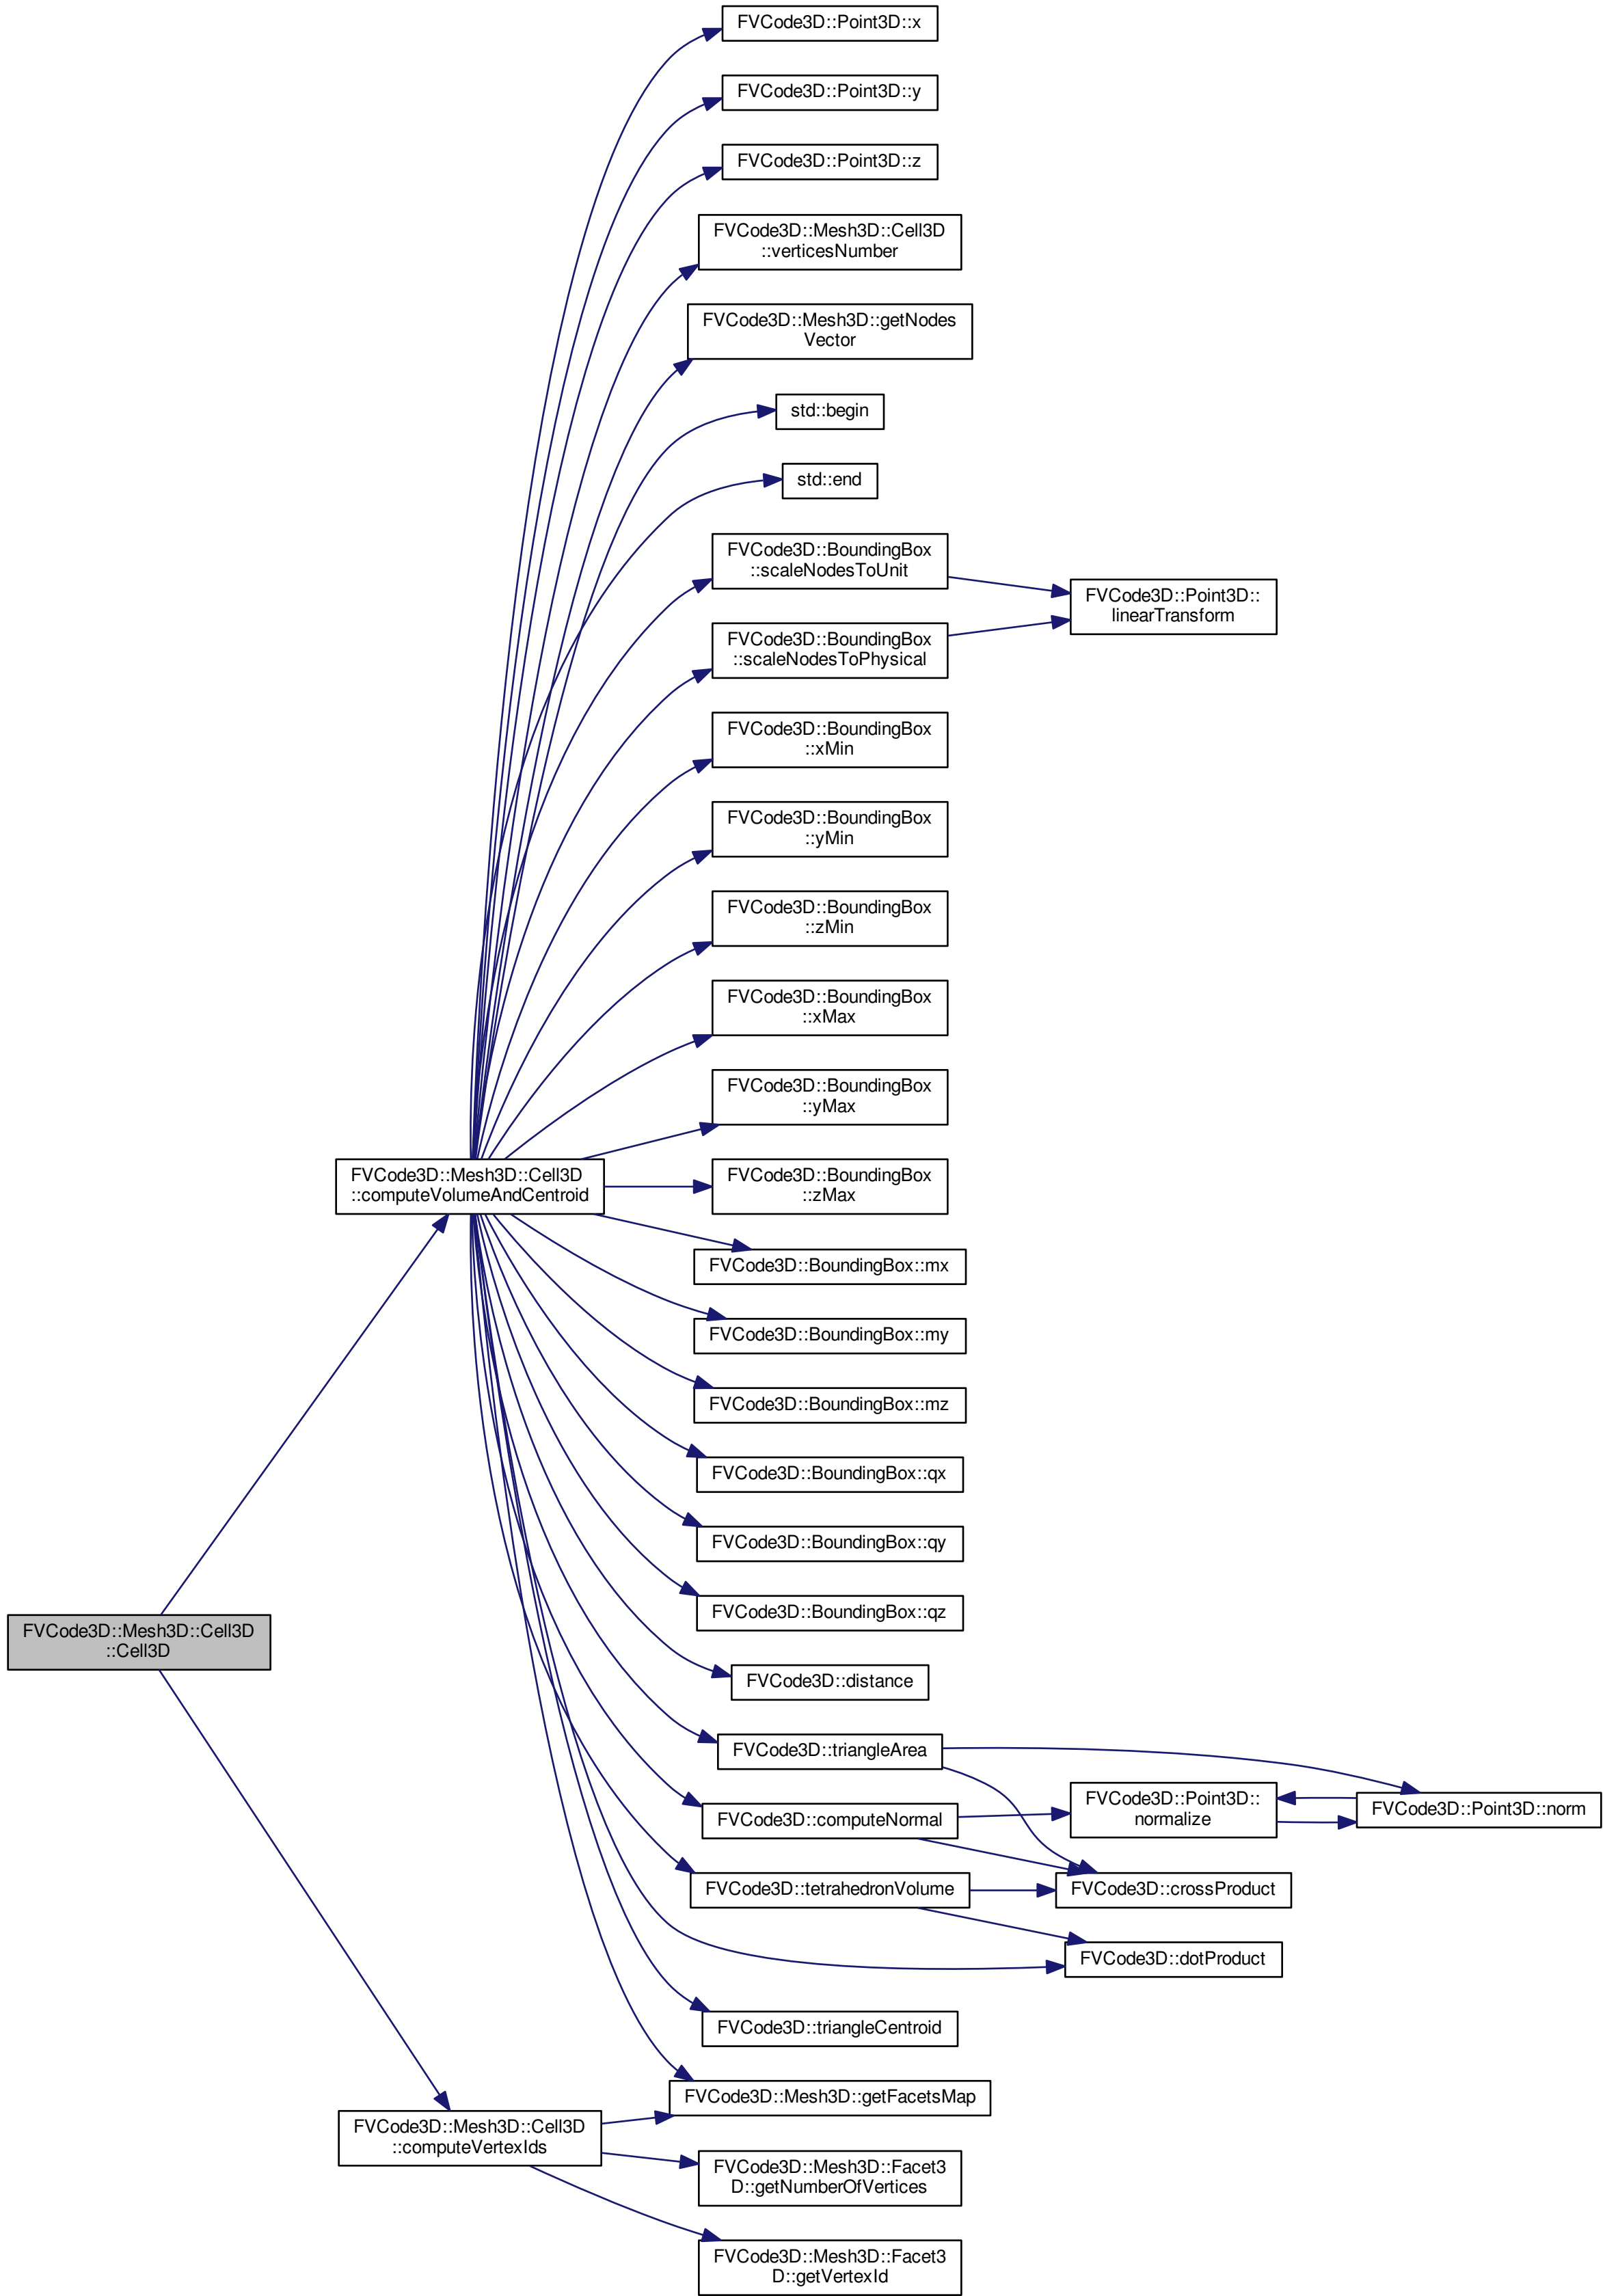 FVCode3D::Point3D::x
FVCode3D::Point3D::y
FVCode3D::Point3D::z
FVCode3D::Mesh3D::Cell3D
::verticesNumber
FVCode3D::Mesh3D::getNodes
Vector
std::begin
std::end
FVCode3D::BoundingBox
::scaleNodesToUnit
FVCode3D::Point3D::
linearTransform
FVCode3D::BoundingBox
::scaleNodesToPhysical
FVCode3D::BoundingBox
::xMin
FVCode3D::BoundingBox
::yMin
FVCode3D::BoundingBox
::zMin
FVCode3D::BoundingBox
::xMax
FVCode3D::BoundingBox
::yMax
FVCode3D::Mesh3D::Cell3D
::computeVolumeAndCentroid
FVCode3D::BoundingBox
::zMax
FVCode3D::BoundingBox::mx
FVCode3D::BoundingBox::my
FVCode3D::BoundingBox::mz
FVCode3D::BoundingBox::qx
FVCode3D::BoundingBox::qy
FVCode3D::BoundingBox::qz
FVCode3D::Mesh3D::Cell3D
::Cell3D
FVCode3D::distance
FVCode3D::triangleArea
FVCode3D::computeNormal
FVCode3D::Point3D::
normalize
FVCode3D::Point3D::norm
FVCode3D::tetrahedronVolume
FVCode3D::crossProduct
FVCode3D::dotProduct
FVCode3D::triangleCentroid
FVCode3D::Mesh3D::getFacetsMap
FVCode3D::Mesh3D::Cell3D
::computeVertexIds
FVCode3D::Mesh3D::Facet3
D::getNumberOfVertices
FVCode3D::Mesh3D::Facet3
D::getVertexId